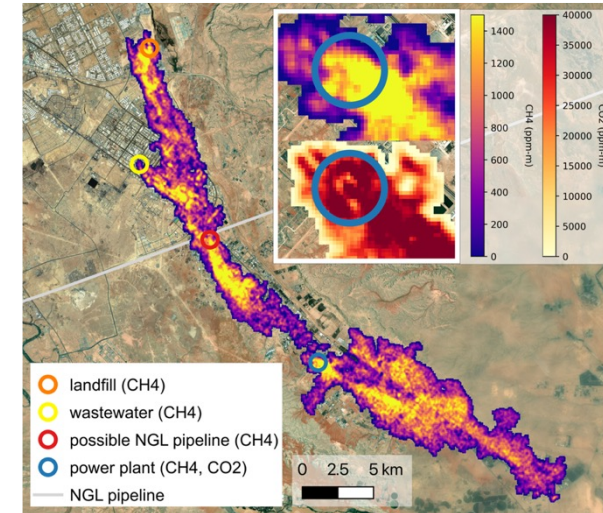 1400
1200
1000
800
600
400
200
0
CH4 (ppm-m)
40000
35000
30000
25000
20000
15000
10000
5000
0
CO2 (ppm-m)
landfill (CH4)
wastewater (CH4)
possible NGL pipeline (CH4)
power plant (CH4, CO2)
NGL pipeline
0 2.5 5 km